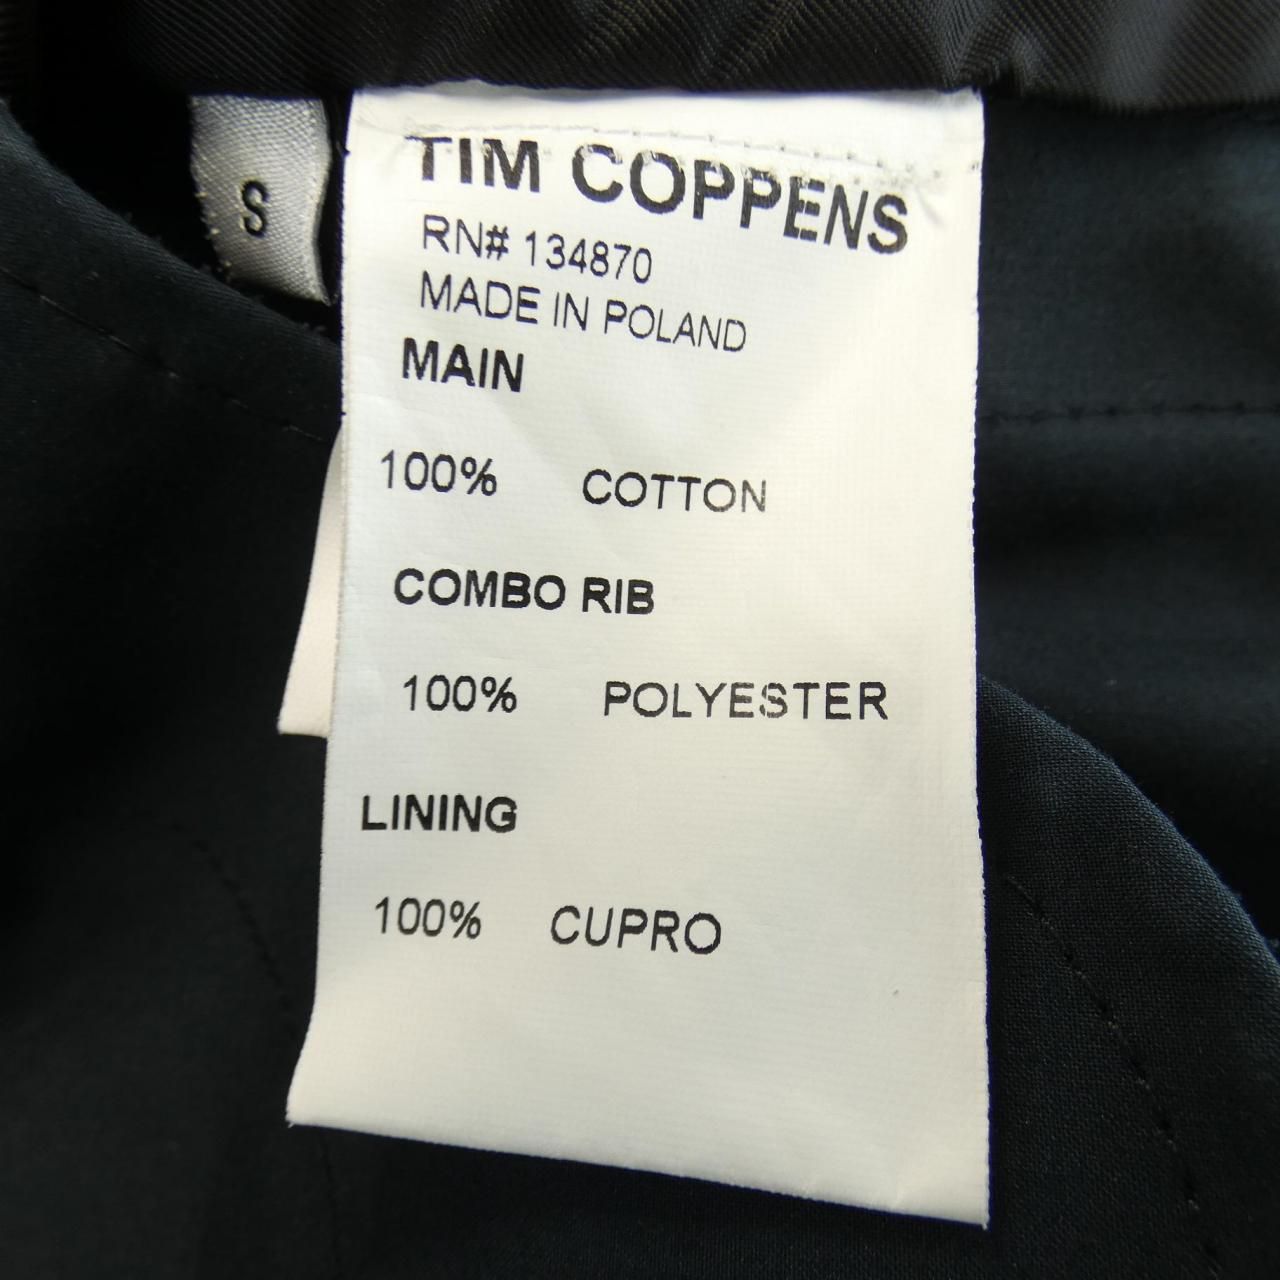 S
TIM COPPENS
RN# 134870
MADE IN POLAND
MAIN
100% COTTON
COMBO RIB
100% POLYESTER
LINING
100% CUPRO